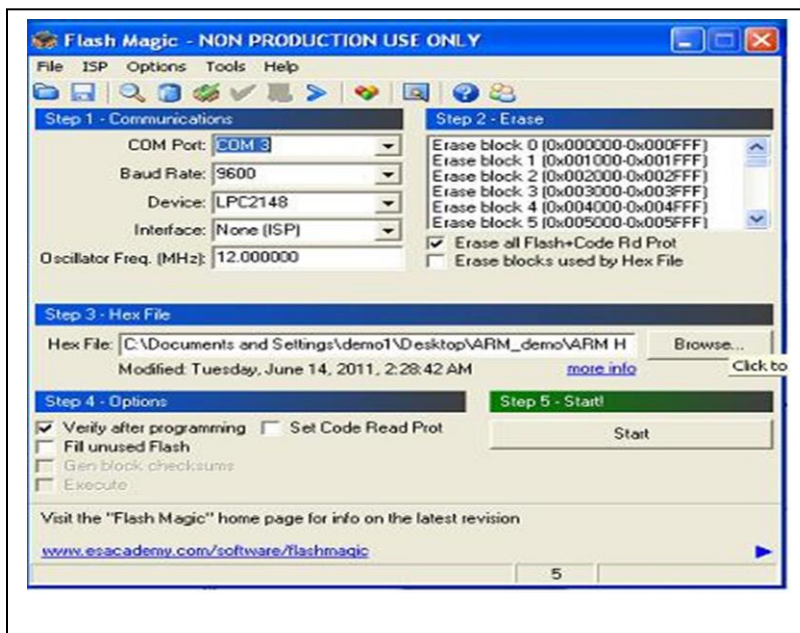 Flash Magic - NON PRODUCTION USE ONLY
File ISP Options Tools Help
Step 1 - Communications
COM Port: COM 3
Baud Rate: 9600
Device: LPC2148
Interface: None (ISP)
Oscillator Freq. (MHz): 12.000000
Step 2 - Erase
Erase block 0 (0x000000-0x000FFF)
Erase block 1 (0x001000-0x001FFF)
Erase block 2 (0x002000-0x002FFF)
Erase block 3 (0x003000-0x003FFF)
Erase block 4 (0x004000-0x004FFF)
Erase block 5 (0x005000-0x005FFF)
Erase all Flash+Code Rd Prot
Erase blocks used by Hex File
Step 3 - Hex File
Hex File: C:\Documents and Settings\demo1\Desktop\ARM_demo\ARM H Browse...
Modified: Tuesday, June 14, 2011, 2:28:42 AM more info Click to
Step 4 - Options
Verify after programming Set Code Read Prot
Fill unused Flash
Gen block checksums
Execute
Step 5 - Start!
Start
Visit the "Flash Magic" home page for info on the latest revision
www.esacademy.com/software/flashmagic
5